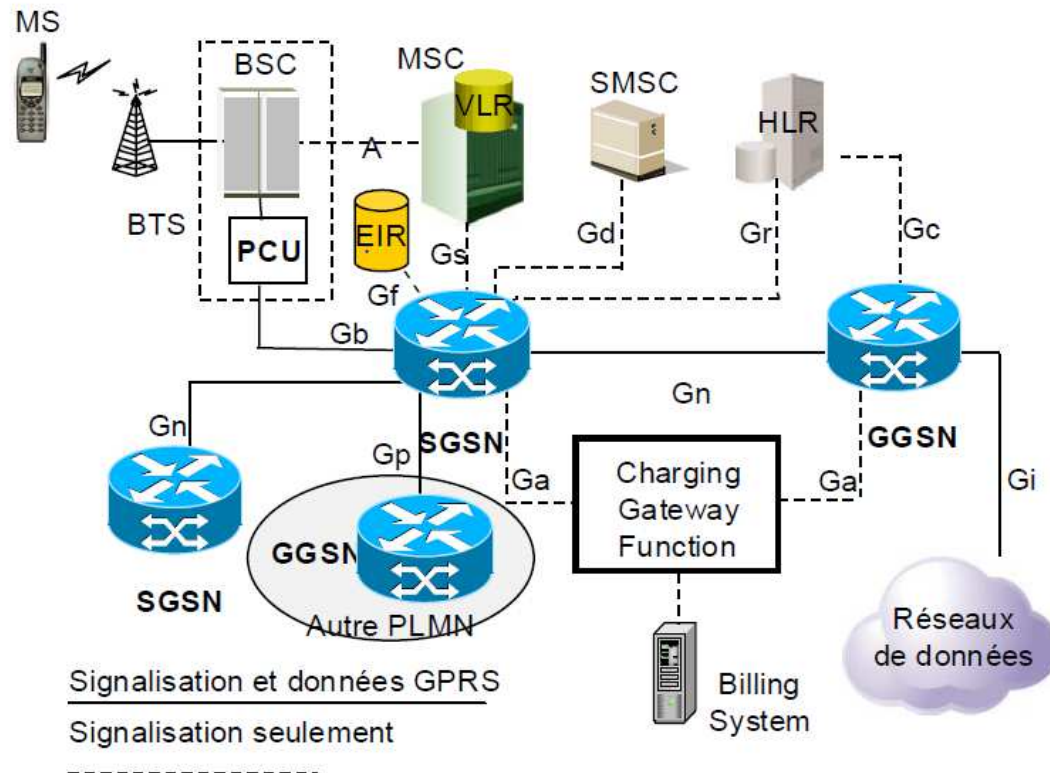 MS
BSC
MSC
SMSC
VLR
HLR
A
BTS
EIR
PCU
Gs
Gd
Gr
Gc
Gf
Gb
Gn
Gn
Gp
SGSN
GGSN
Ga
Charging
Gateway
Function
Ga
Gi
GGSN
SGSN
Autre PLMN
Réseaux
de données
Signalisation et données GPRS
Signalisation seulement
Billing
System